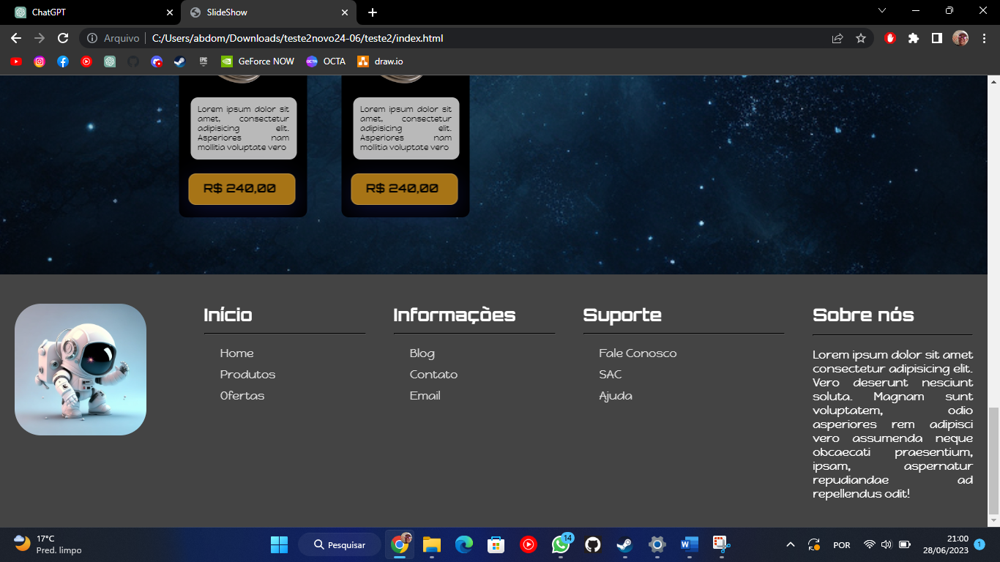 ChatGPT
SlideShow
Arquivo
C:/Users/abdom/Downloads/teste2novo24-06/teste2/index.html
EPIC
GeForce NOW
OCTA
OCTA
draw.io
Lorem ipsum dolor sit
amet, consectetur
adipisicing elit.
Asperiores nam
mollitia voluptate vero
R$ 240,00
Lorem ipsum dolor sit
amet, consectetur
adipisicing elit.
Asperiores nam
mollitia voluptate vero
R$ 240,00
Início
Home
Produtos
Ofertas
Informações
Blog
Contato
Email
Suporte
Fale Conosco
SAC
Ajuda
Sobre nós
Lorem ipsum dolor sit amet
consectetur adipisicing elit.
Vero deserunt nesciunt
soluta. Magnam sunt
voluptatem, odio
asperiores rem adipisci
vero assumenda neque
obcaecati praesentium,
ipsam, aspernatur
repudiandae ad
repellendus odit!
17°C
Pred. limpo
Pesquisar
14
POR
21:00
28/06/2023
1